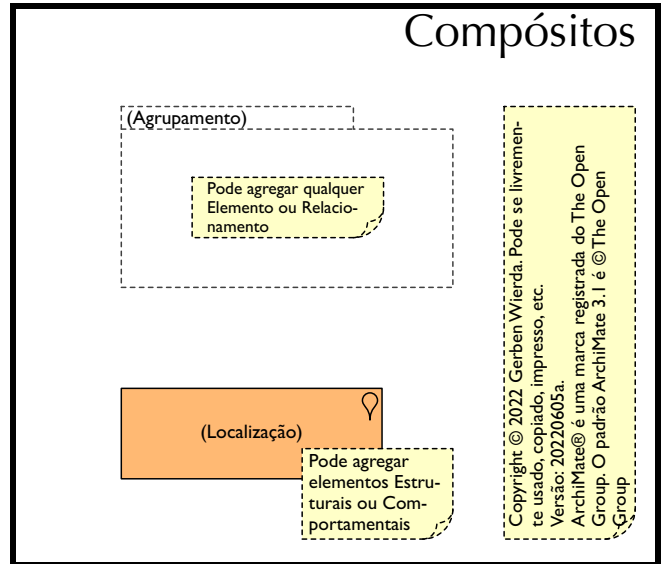 Compósitos
(Agrupamento)
Pode agregar qualquer
Elemento ou Relacio-
namento
(Localização)
Pode agregar
elementos Estru-
turais ou Com-
portamentais
Copyright © 2022 Gerben Wierda. Pode se livremen-
te usado, copiado, impresso, etc.
Versão: 20220605a.
ArchiMate® é uma marca registrada do The Open
Group. O padrão ArchiMate 3.1 é © The Open
Group